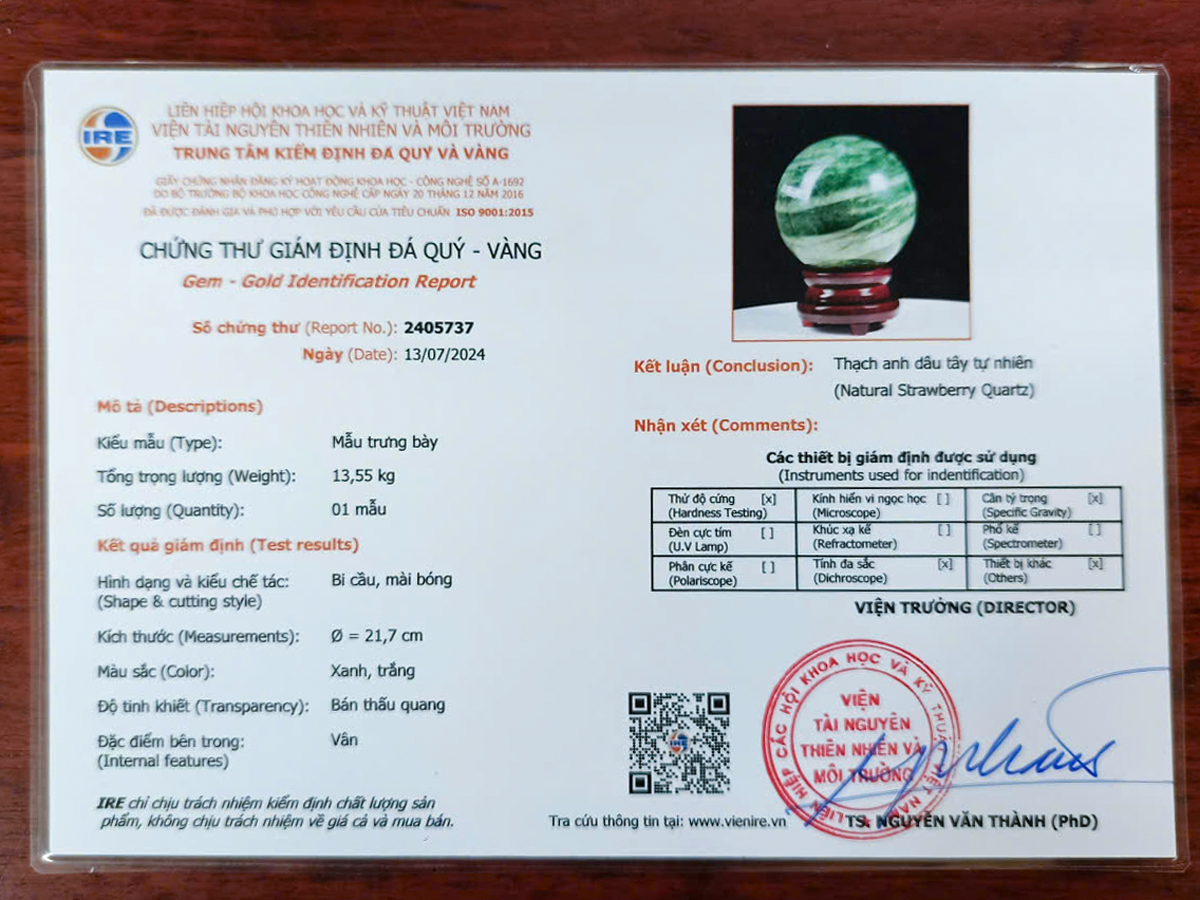 IRE
LIÊN HIỆP HỘI KHOA HỌC VÀ KỸ THUẬT VIỆT NAM
VIỆN TÀI NGUYÊN THIÊN NHIÊN VÀ MÔI TRƯỜNG
TRUNG TÂM KIỂM ĐỊNH ĐÁ QUÝ VÀ VÀNG
GIẤY CHỨNG NHẬN ĐĂNG KÝ HOẠT ĐỘNG KHOA HỌC - CÔNG NGHỆ SỐ A-1692
DO BỘ TRƯỞNG BỘ KHOA HỌC CÔNG NGHỆ CẤP NGÀY 20 THÁNG 12 NĂM 2016
ĐÃ ĐƯỢC ĐÁNH GIÁ VÀ PHÙ HỢP VỚI YÊU CẦU CỦA TIÊU CHUẨN ISO 9001:2015
CHỨNG THƯ GIÁM ĐỊNH ĐÁ QUÝ - VÀNG
Gem - Gold Identification Report
Số chứng thư (Report No.): 2405737
Ngày (Date): 13/07/2024
Mô tả (Descriptions)
Kiểu mẫu (Type): Mẫu trưng bày
Tổng trọng lượng (Weight): 13,55 kg
Số lượng (Quantity): 01 mẫu
Kết quả giám định (Test results)
Hình dạng và kiểu chế tác: Bi cầu, mài bóng
(Shape & cutting style)
Kích thước (Measurements): Ø = 21,7 cm
Màu sắc (Color): Xanh, trắng
Độ tinh khiết (Transparency): Bán thấu quang
Đặc điểm bên trong: Vân
(Internal features)
IRE chỉ chịu trách nhiệm kiểm định chất lượng sản
phẩm, không chịu trách nhiệm về giá cả và mua bán.
Kết luận (Conclusion): Thạch anh dâu tây tự nhiên
(Natural Strawberry Quartz)
Nhận xét (Comments):
Các thiết bị giám định được sử dụng
(Instruments used for indentification)
Thử độ cứng [x] Kính hiển vi ngọc học [ ] Cân tỷ trọng [x]
(Hardness Testing) (Microscope) (Specific Gravity)
Đèn cực tím [ ] Khúc xạ kế [ ] Phổ kế [ ]
(U.V Lamp) (Refractometer) (Spectrometer)
Phân cực kế [ ] Tính đa sắc [x] Thiết bị khác [x]
(Polariscope) (Dichroscope) (Others)
VIỆN TRƯỞNG (DIRECTOR)
LIÊN HIỆP CÁC HỘI KHOA HỌC VÀ KỸ THUẬT VIỆT NAM
VIỆN
TÀI NGUYÊN
THIÊN NHIÊN VÀ
MÔI TRƯỜNG
IRE
Tra cứu thông tin tại: www.vienire.vn
TS. NGUYỄN VĂN THÀNH (PhD)